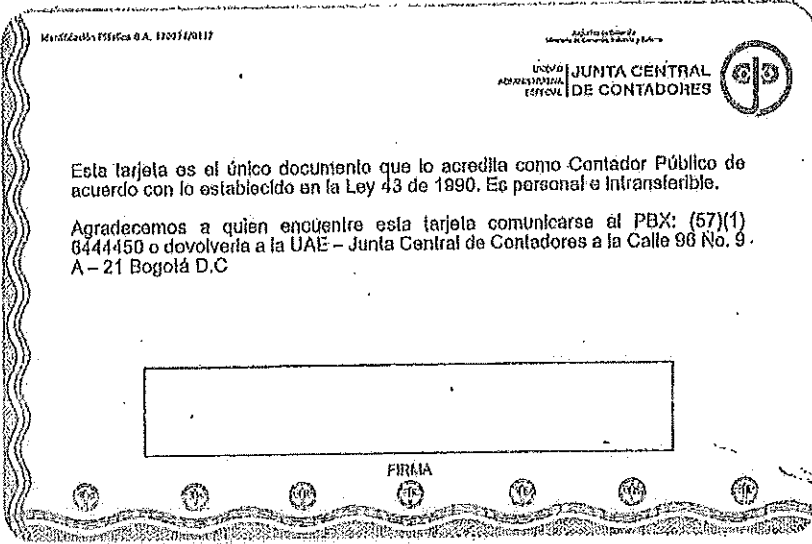 JUNTA CENTRAL
DE CONTADORES
Esta tarjeta es el único documento que lo acredita como Contador Público de
acuerdo con lo establecido en la Ley 43 de 1990. Es personal e intransferible.
Agradecemos a quien encuentre esta tarjeta comunicarse al PBX: (57)(1)
6444450 o devolverla a la UAE – Junta Central de Contadores a la Calle 96 No. 9
A – 21 Bogotá D.C
FIRMA